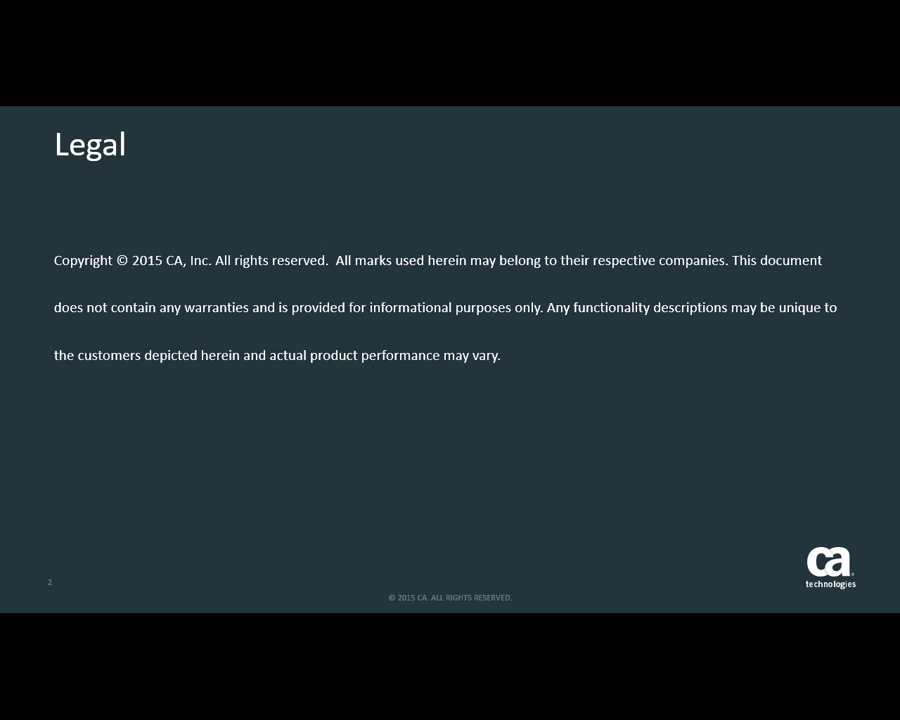 Legal
Copyright © 2015 CA, Inc. All rights reserved.  All marks used herein may belong to their respective companies. This document
does not contain any warranties and is provided for informational purposes only. Any functionality descriptions may be unique to
the customers depicted herein and actual product performance may vary.
ca
technologies
2
© 2015 CA. ALL RIGHTS RESERVED.